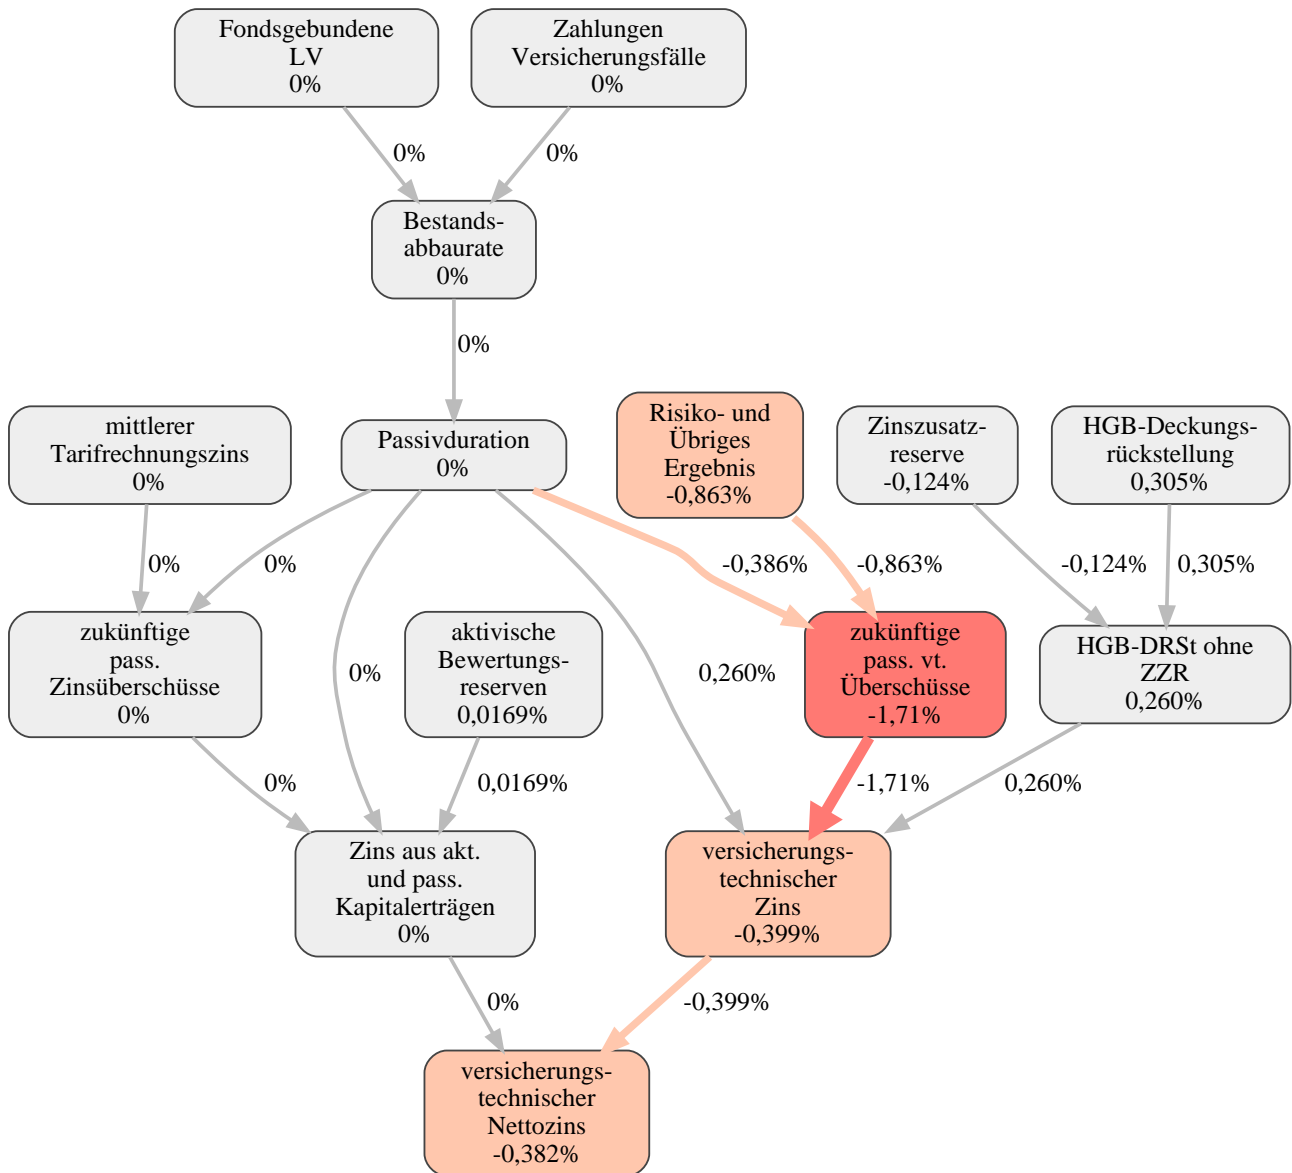 Fondsgebundene
LV
0%
Zahlungen
Versicherungsfälle
0%
0%
0%
Bestands-
abbaurate
0%
0%
mittlerer
Tarifrechnungszins
0%
Passivduration
0%
Risiko- und
Übriges
Ergebnis
-0,863%
Zinszusatz-
reserve
-0,124%
HGB-Deckungs-
rückstellung
0,305%
0%
0%
-0,386%
-0,863%
-0,124%
0,305%
zukünftige
pass.
Zinsüberschüsse
0%
0%
aktivische
Bewertungs-
reserven
0,0169%
0,260%
zukünftige
pass. vt.
Überschüsse
-1,71%
HGB-DRSt ohne
ZZR
0,260%
0%
0,0169%
-1,71%
0,260%
Zins aus akt.
und pass.
Kapitalerträgen
0%
versicherungs-
technischer
Zins
-0,399%
0%
-0,399%
versicherungs-
technischer
Nettozins
-0,382%